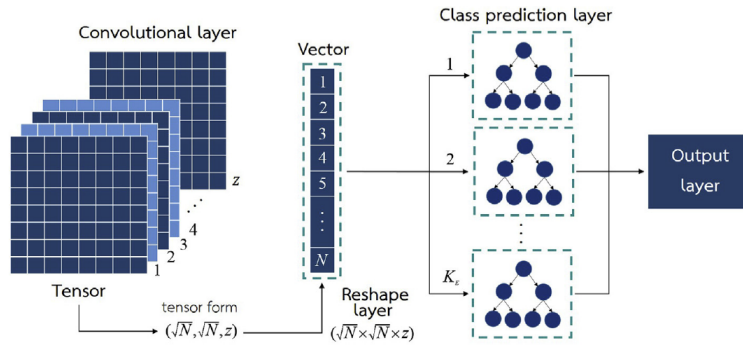 Convolutional layer
z
4
3
2
1
Tensor
tensor form
(√N, √N, z)
Vector
1
2
3
4
5
⋮
N
Reshape
layer
(√N×√N×z)
Class prediction layer
1
2
⋮
K_ε
Output
layer